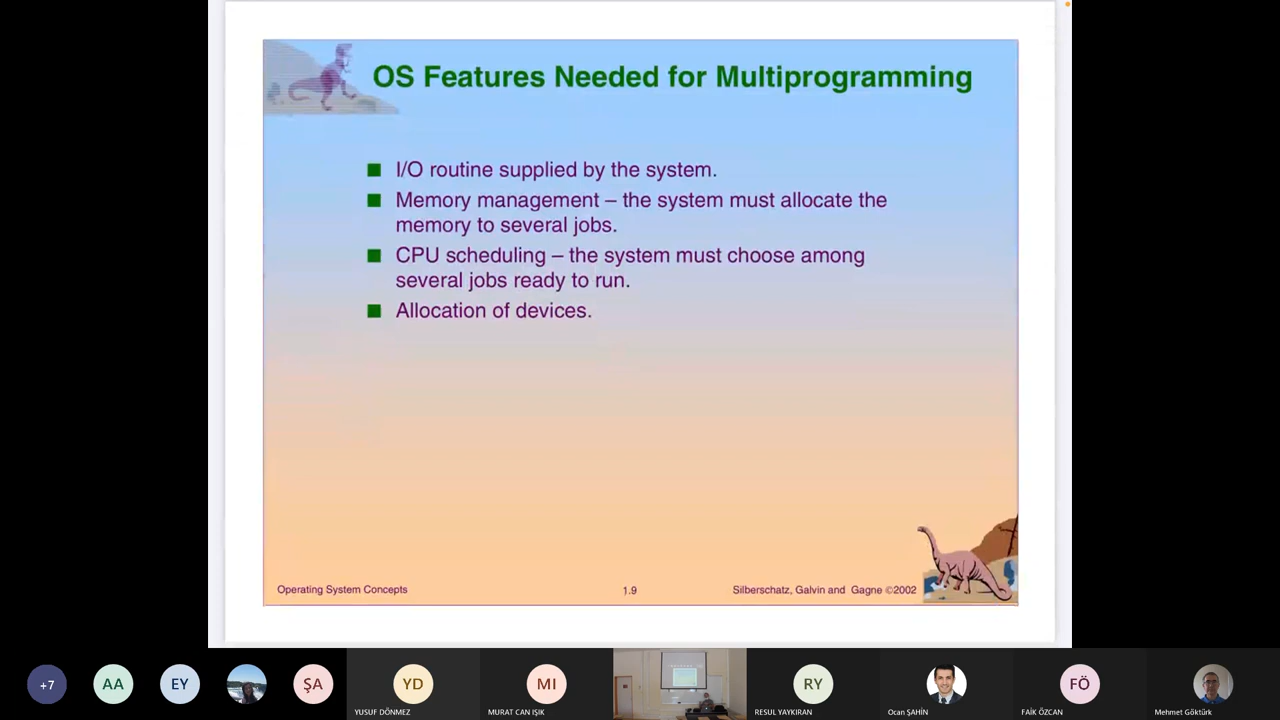 OS Features Needed for Multiprogramming
I/O routine supplied by the system.
Memory management – the system must allocate the
memory to several jobs.
CPU scheduling – the system must choose among
several jobs ready to run.
Allocation of devices.
Operating System Concepts
1.9
Silberschatz, Galvin and Gagne ©2002
+7
AA
EY
ŞA
YD
YUSUF DÖNMEZ
MI
MURAT CAN IŞIK
RY
RESUL YAYKIRAN
Ocan ŞAHİN
FÖ
FAİK ÖZCAN
Mehmet Göktürk